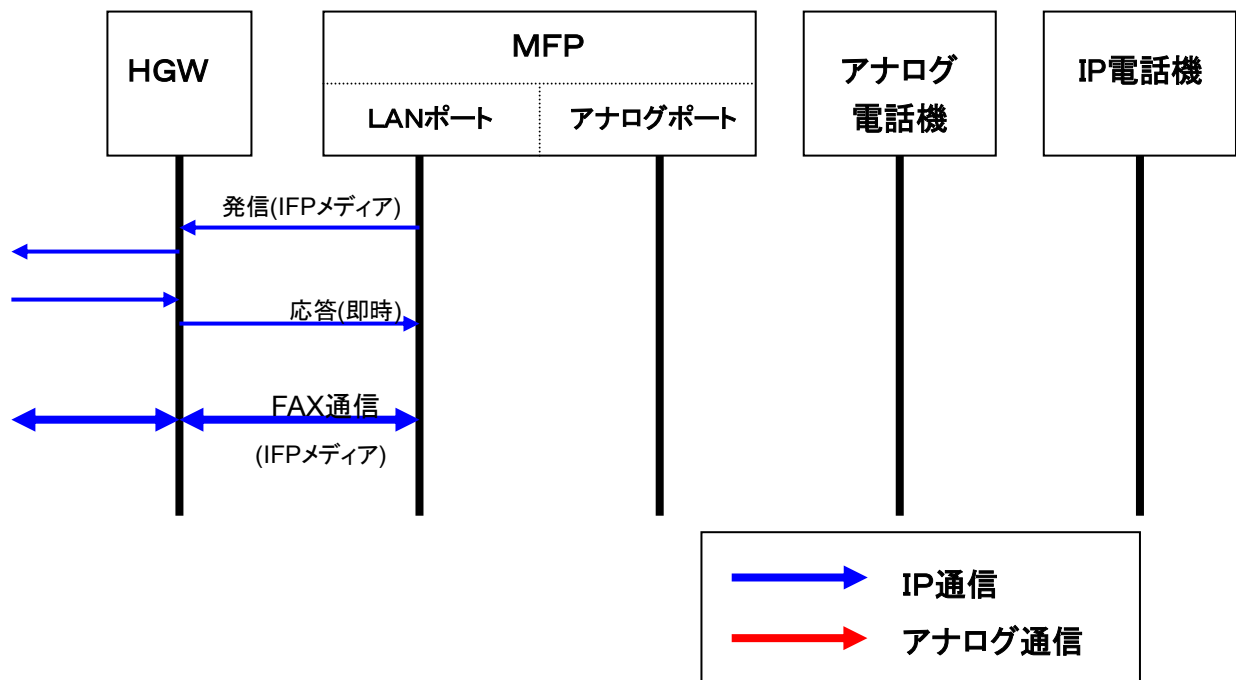 HGW
MFP
LANポート
アナログポート
アナログ
電話機
IP電話機
発信(IFPメディア)
応答(即時)
FAX通信
(IFPメディア)
IP通信
アナログ通信